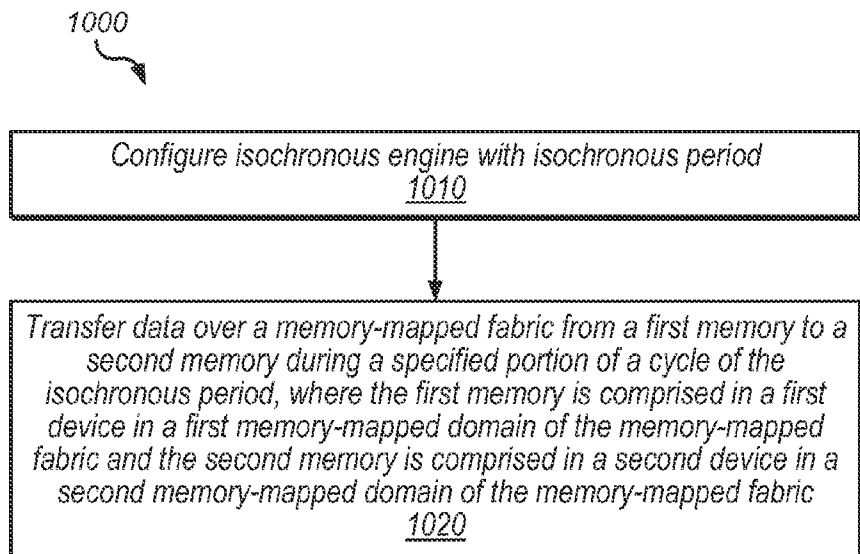 1000
Configure isochronous engine with isochronous period
1010
Transfer data over a memory-mapped fabric from a first memory to a
second memory during a specified portion of a cycle of the
isochronous period, where the first memory is comprised in a first
device in a first memory-mapped domain of the memory-mapped
fabric and the second memory is comprised in a second device in a
second memory-mapped domain of the memory-mapped fabric
1020